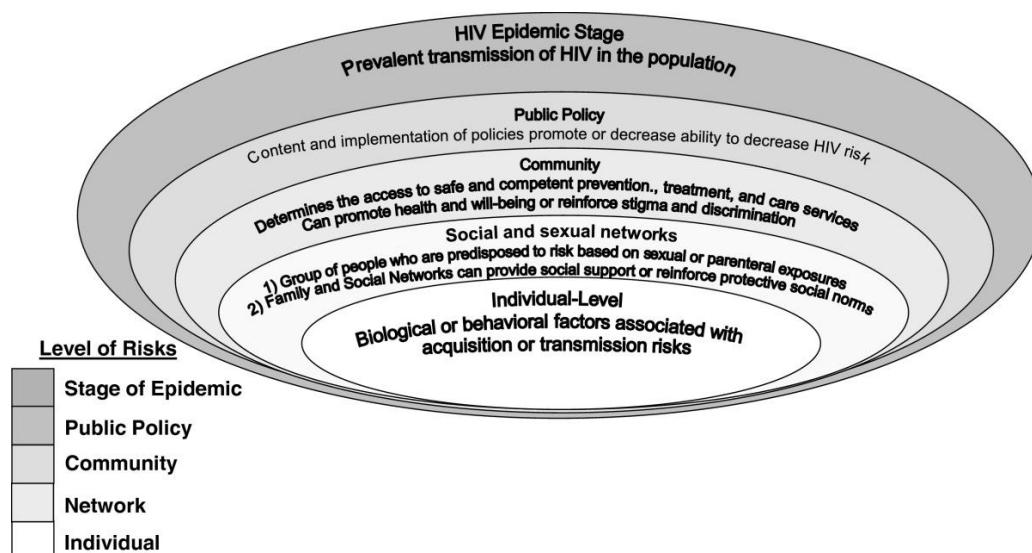 HIV Epidemic Stage
Prevalent transmission of HIV in the population
Public Policy
Content and implementation of policies promote or decrease ability to decrease HIV risk
Community
Determines the access to safe and competent prevention., treatment, and care services
Can promote health and will-being or reinforce stigma and discrimination
Social and sexual networks
1) Group of people who are predisposed to risk based on sexual or parenteral exposures
2) Family and Social Networks can provide social support or reinforce protective social norms
Individual-Level
Biological or behavioral factors associated with
acquisition or transmission risks
Level of Risks
Stage of Epidemic
Public Policy
Community
Network
Individual